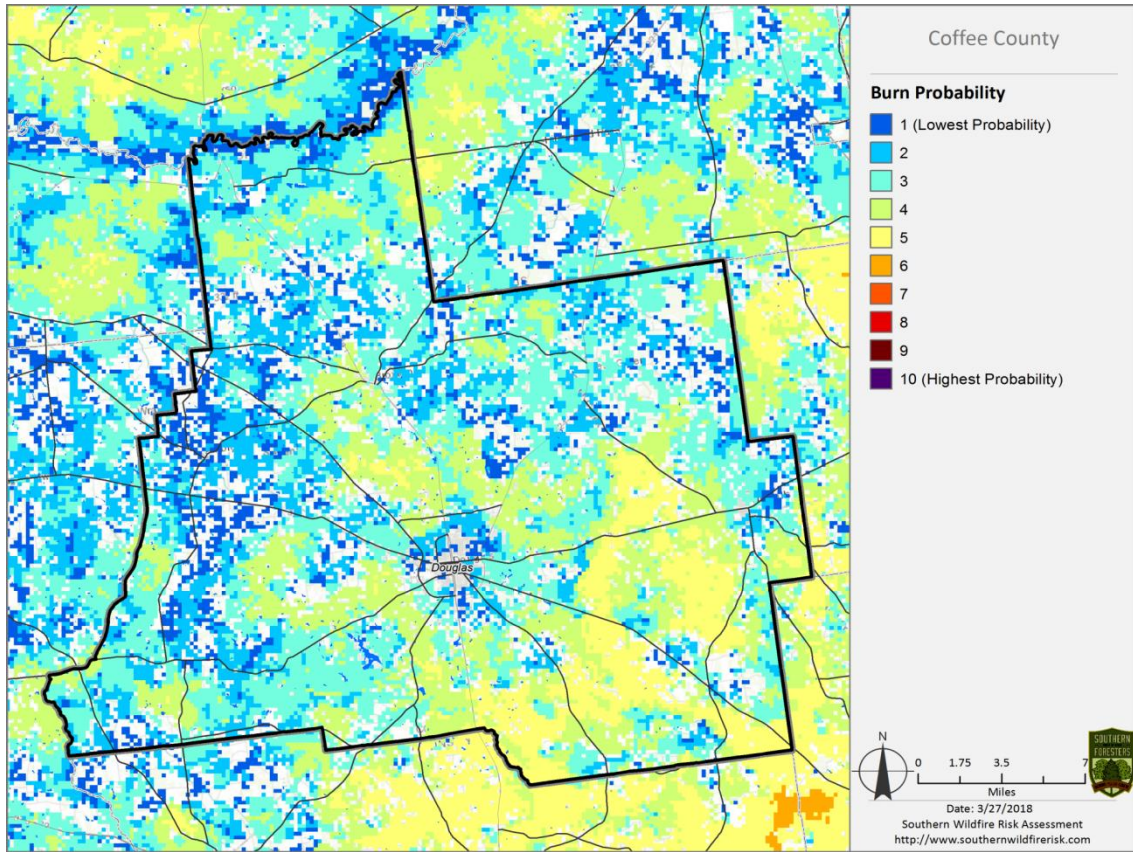 Coffee County
Burn Probability
1 (Lowest Probability)
2
3
4
5
6
7
8
9
10 (Highest Probability)
Douglas
N
0 1.75 3.5 7
Miles
SOUTHERN
FORESTERS
Date: 3/27/2018
Southern Wildfire Risk Assessment
http://www.southernwildfirerisk.com